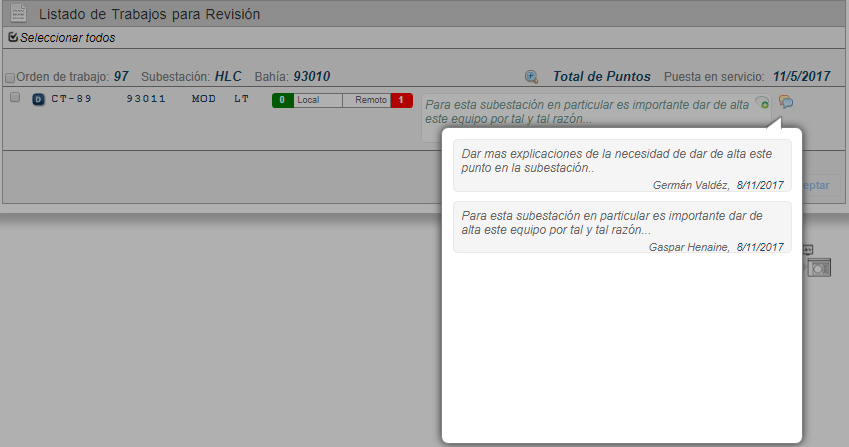 Listado de Trabajos para Revisión
Seleccionar todos
Orden de trabajo: 97 Subestación: HLC Bahía: 93010 Total de Puntos Puesta en servicio: 11/5/2017
D CT-89 93011 MOD LT 0 Local Remoto 1
Para esta subestación en particular es importante dar de alta
este equipo por tal y tal razón...
Dar mas explicaciones de la necesidad de dar de alta este
punto en la subestación..
Germán Valdéz, 8/11/2017
eptar
Para esta subestación en particular es importante dar de
alta este equipo por tal y tal razón...
Gaspar Henaine, 8/11/2017